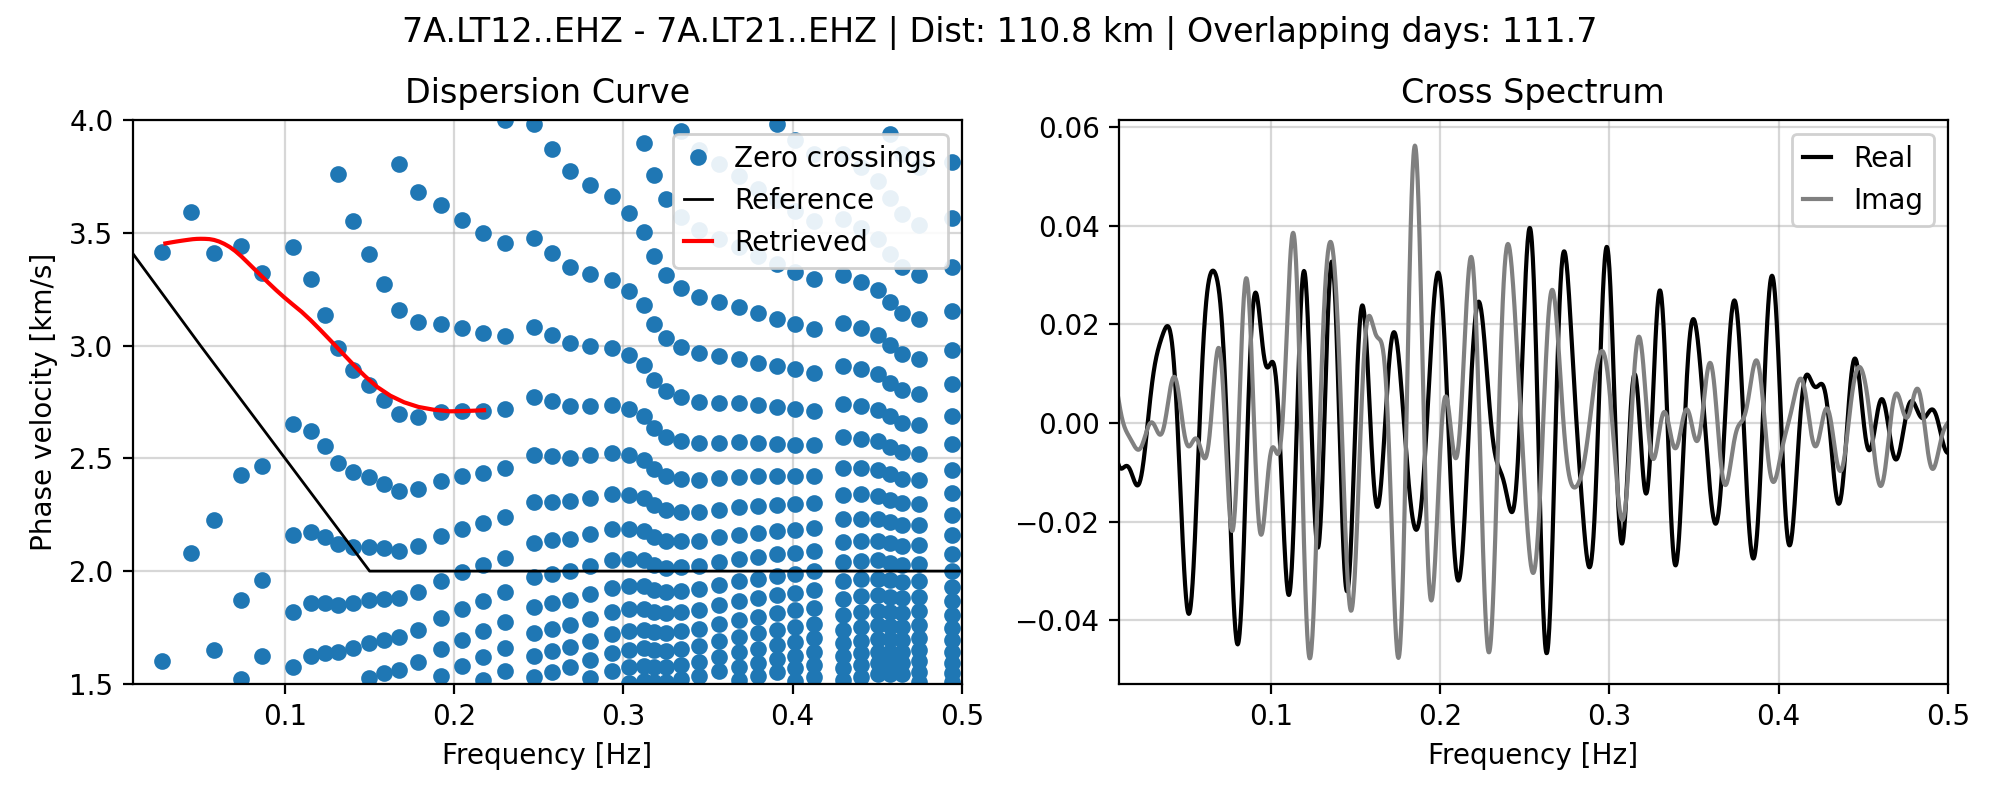 7A.LT12..EHZ - 7A.LT21..EHZ | Dist: 110.8 km | Overlapping days: 111.7
Dispersion Curve
Phase velocity [km/s]
4.0
3.5
3.0
2.5
2.0
1.5
0.1 0.2 0.3 0.4 0.5
Frequency [Hz]
Zero crossings
Reference
Retrieved
Cross Spectrum
0.06
0.04
0.02
0.00
−0.02
−0.04
0.1 0.2 0.3 0.4 0.5
Frequency [Hz]
Real
Imag